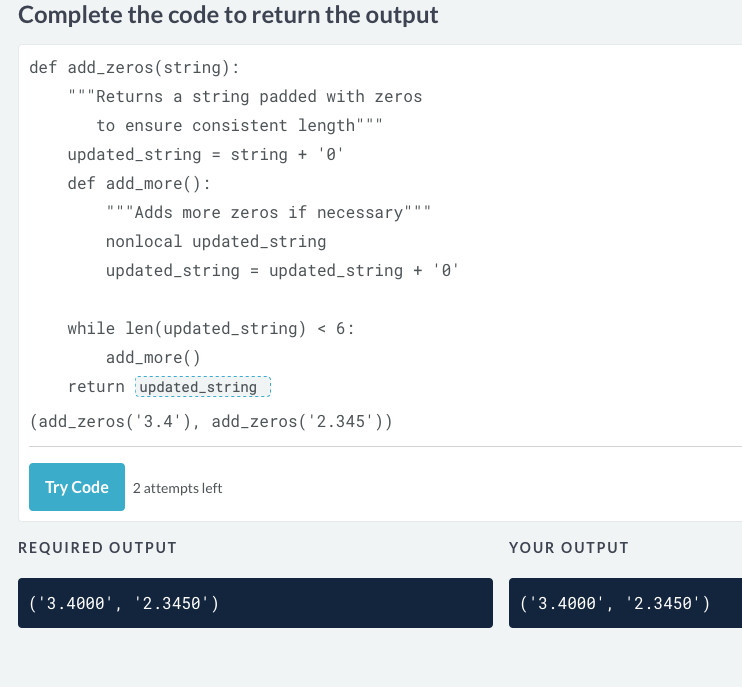 Complete the code to return the output
def add_zeros(string):
    """Returns a string padded with zeros
       to ensure consistent length"""
    updated_string = string + '0'
    def add_more():
        """Adds more zeros if necessary"""
        nonlocal updated_string
        updated_string = updated_string + '0'

    while len(updated_string) < 6:
        add_more()
    return updated_string
(add_zeros('3.4'), add_zeros('2.345'))
Try Code 2 attempts left
REQUIRED OUTPUT YOUR OUTPUT
('3.4000', '2.3450') ('3.4000', '2.3450')